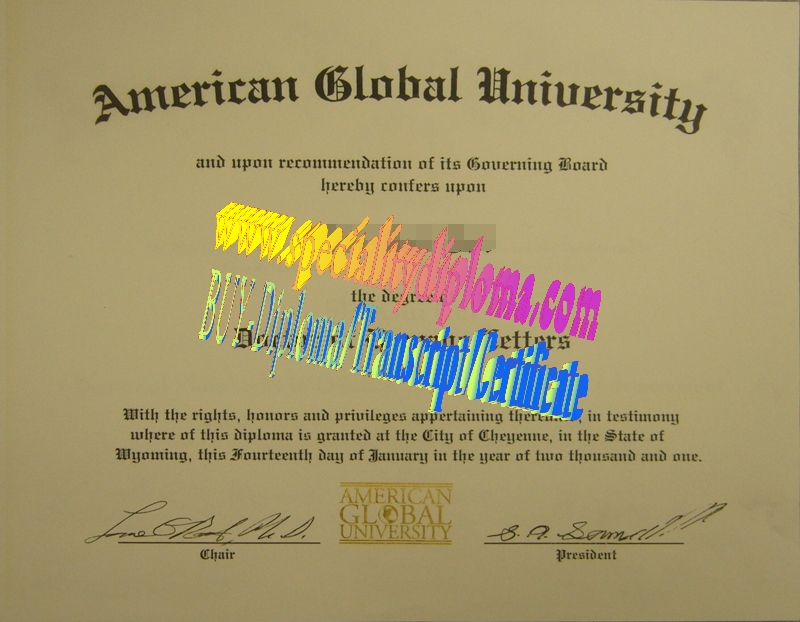 American Global University
and upon recommendation of its Governing Board
hereby confers upon
www.specialitydiploma.com
the degree
BUY Diploma/Transcript/Certificate
Letters
With the rights, honors and privileges appertaining in testimony
where of this diploma is granted at the City of Cheyenne, in the State of
Wyoming, this Fourteenth day of January in the year of two thousand and one.
AMERICAN
GLOBAL
UNIVERSITY
Chair
President